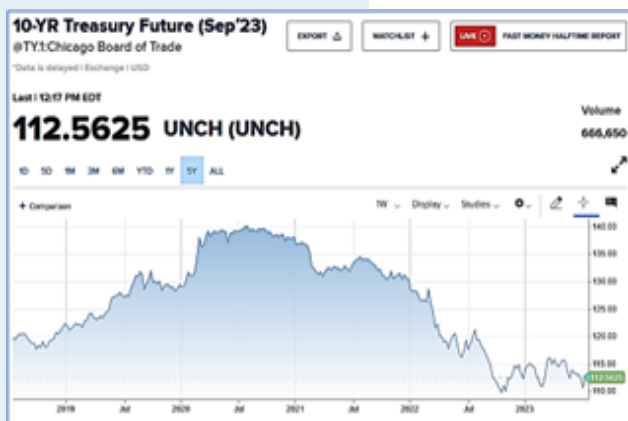 10-YR Treasury Future (Sep'23)
@TY.1:Chicago Board of Trade
*Data is delayed | Exchange | USD
EXPORT
WATCHLIST +
LIVE FAST MONEY HALFTIME REPORT
Last | 12:17 PM EDT
112.5625 UNCH (UNCH)
Volume
666,650
1D 5D 1M 3M 6M YTD 1Y 5Y ALL
+ Comparison 1W Display Studies
140.00
135.00
130.00
125.00
120.00
115.00
112.5625
110.00
2019 Jul 2020 Jul 2021 Jul 2022 Jul 2023